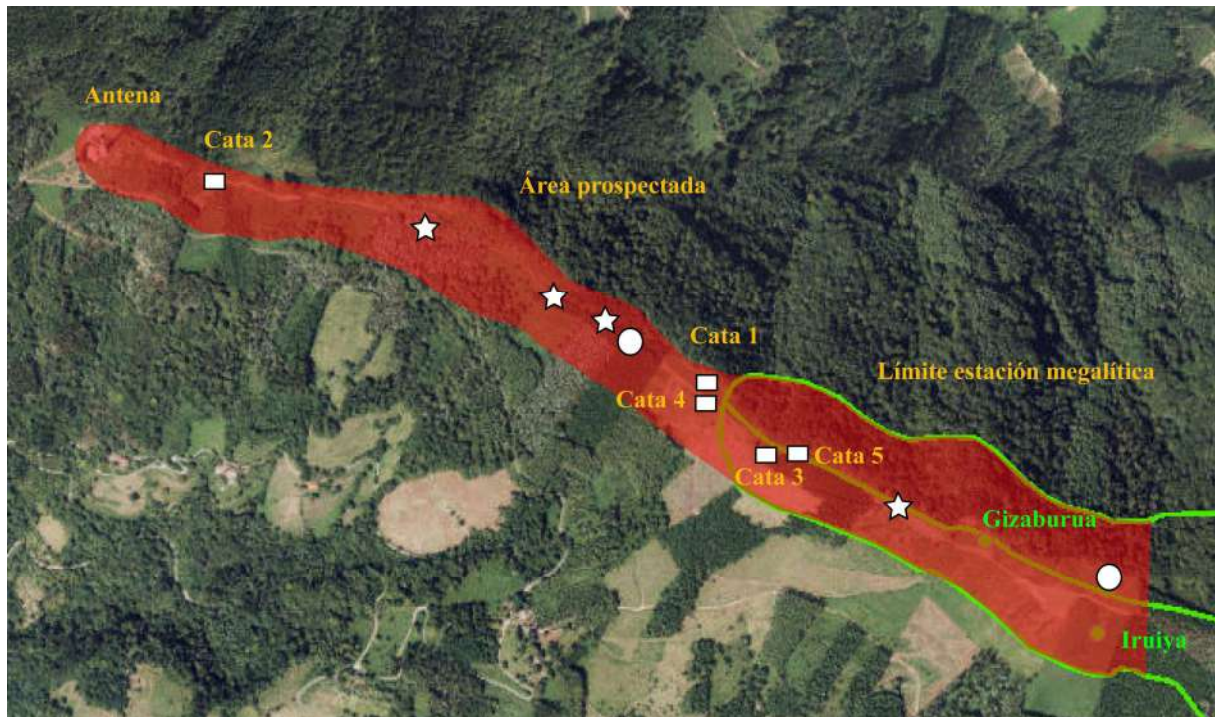 Antena
Cata 2
Área prospectada
Cata 1
Límite estación megalítica
Cata 4
Cata 5
Cata 3
Gizaburua
Iruiya